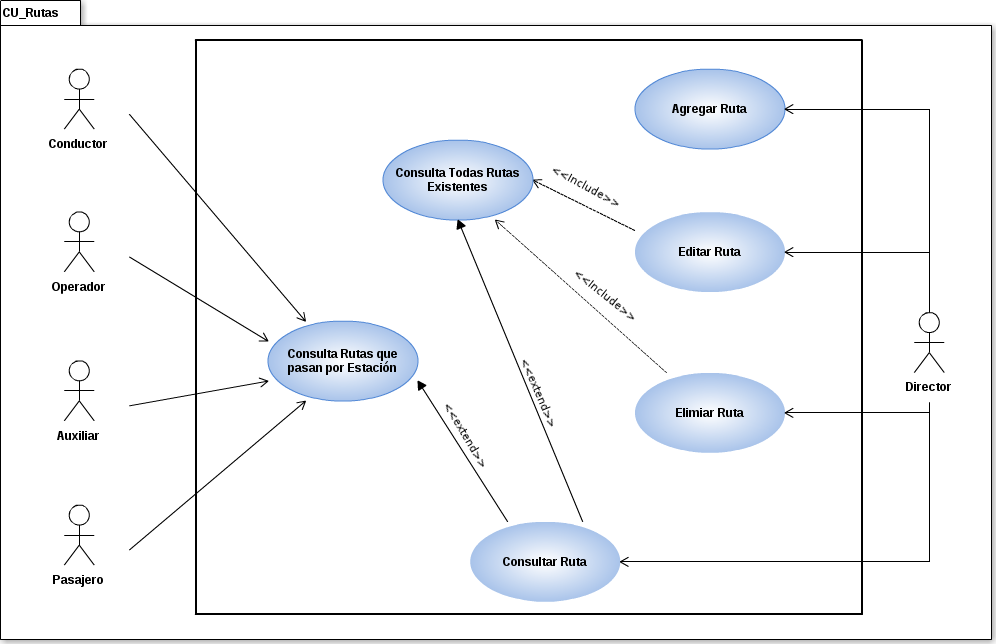 CU_Rutas
Conductor
Operador
Auxiliar
Pasajero
Consulta Todas Rutas
Existentes
Consulta Rutas que
pasan por Estación
Agregar Ruta
Editar Ruta
Elimiar Ruta
Consultar Ruta
<<Include>>
<<Include>>
<<extend>>
<<extend>>
Director